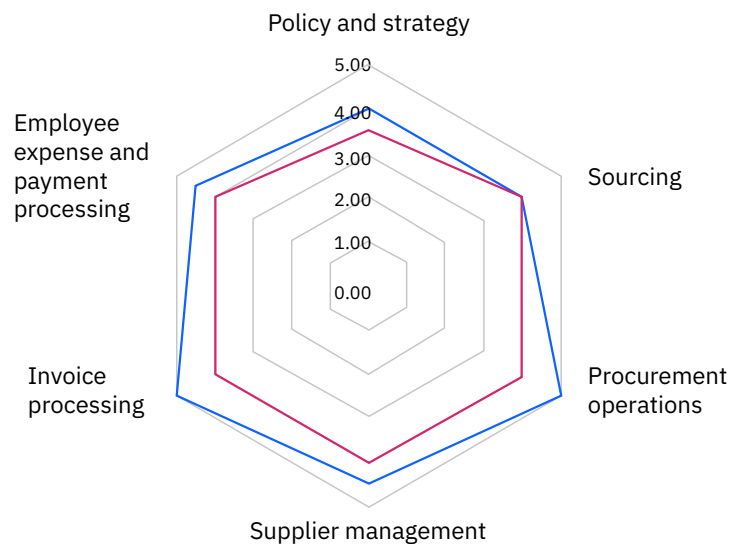 Policy and strategy
5.00
4.00
3.00
2.00
1.00
0.00
Employee
expense and
payment
processing
Sourcing
Invoice
processing
Procurement
operations
Supplier management